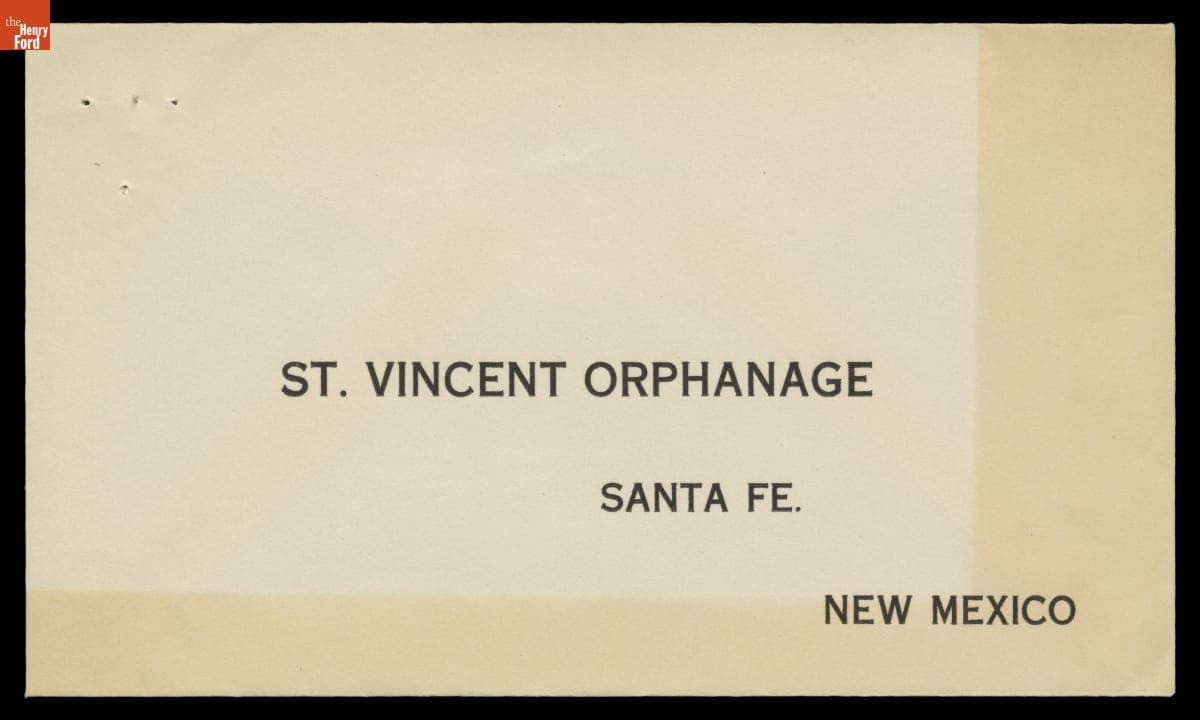 the
Henry
Ford
ST. VINCENT ORPHANAGE
SANTA FE.
NEW MEXICO